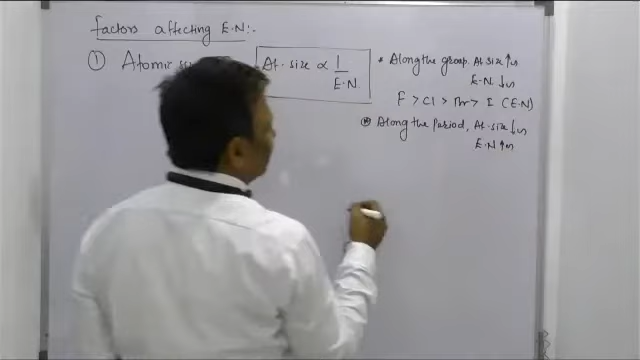 factors affecting E.N:-
① Atomic
At. size ∝ 1/E.N.
* Along the group, At size ↑es
E.N. ↓es
F > Cl > Br > I (E.N)
* Along the Period, At. size ↓es
E.N ↑es